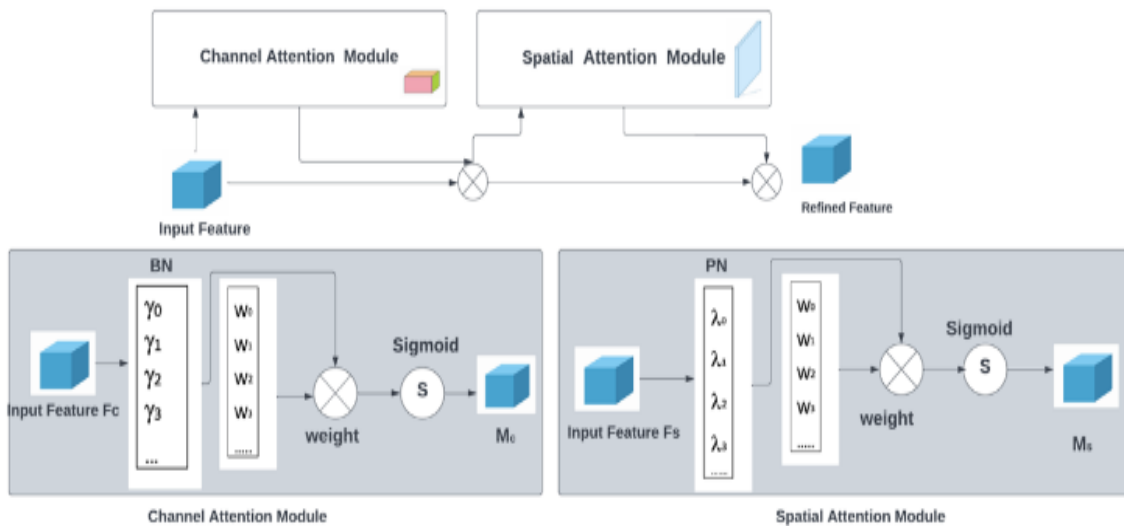 Channel Attention Module
Spatial Attention Module
Input Feature
Refined Feature
BN
γ0
γ1
γ2
γ3
...
W0
W1
W2
W3
.....
Input Feature Fc
weight
Sigmoid
S
Mc
Channel Attention Module
PN
λ0
λ1
λ2
λ3
......
W0
W1
W2
W3
.....
Input Feature Fs
weight
Sigmoid
S
Ms
Spatial Attention Module